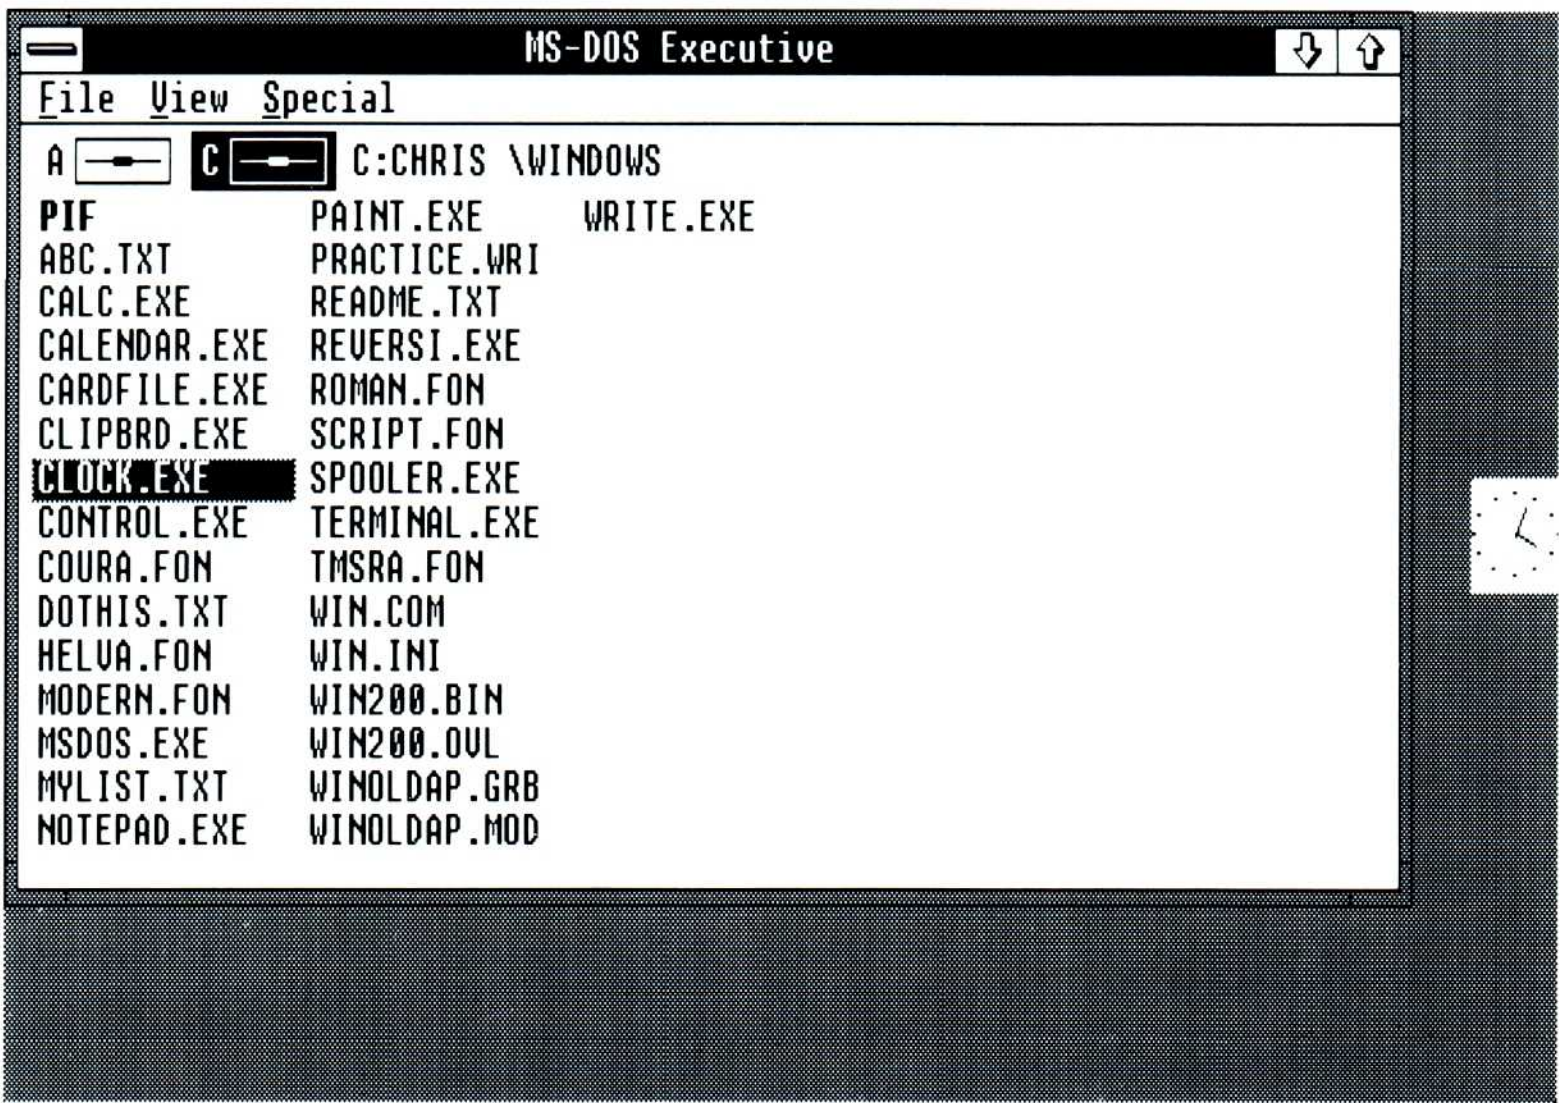 MS-DOS Executive
File View Special
A C C:CHRIS \WINDOWS
PIF PAINT.EXE WRITE.EXE
ABC.TXT PRACTICE.WRI
CALC.EXE README.TXT
CALENDAR.EXE REVERSI.EXE
CARDFILE.EXE ROMAN.FON
CLIPBRD.EXE SCRIPT.FON
CLOCK.EXE SPOOLER.EXE
CONTROL.EXE TERMINAL.EXE
COURA.FON TMSRA.FON
DOTHIS.TXT WIN.COM
HELVA.FON WIN.INI
MODERN.FON WIN200.BIN
MSDOS.EXE WIN200.OVL
MYLIST.TXT WINOLDAP.GRB
NOTEPAD.EXE WINOLDAP.MOD